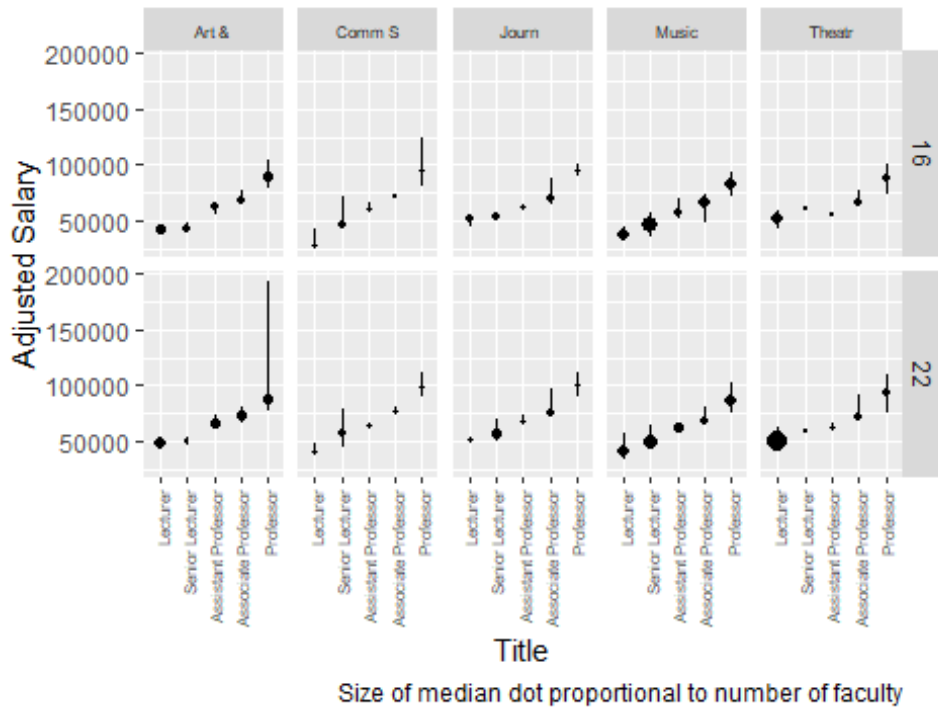 Art &
Comm S
Journ
Music
Theatr
200000
150000
100000
50000
16
200000
150000
100000
50000
22
Adjusted Salary
Lecturer
Senior Lecturer
Assistant Professor
Associate Professor
Professor
Lecturer
Senior Lecturer
Assistant Professor
Associate Professor
Professor
Lecturer
Senior Lecturer
Assistant Professor
Associate Professor
Professor
Lecturer
Senior Lecturer
Assistant Professor
Associate Professor
Professor
Lecturer
Senior Lecturer
Assistant Professor
Associate Professor
Professor
Title
Size of median dot proportional to number of faculty